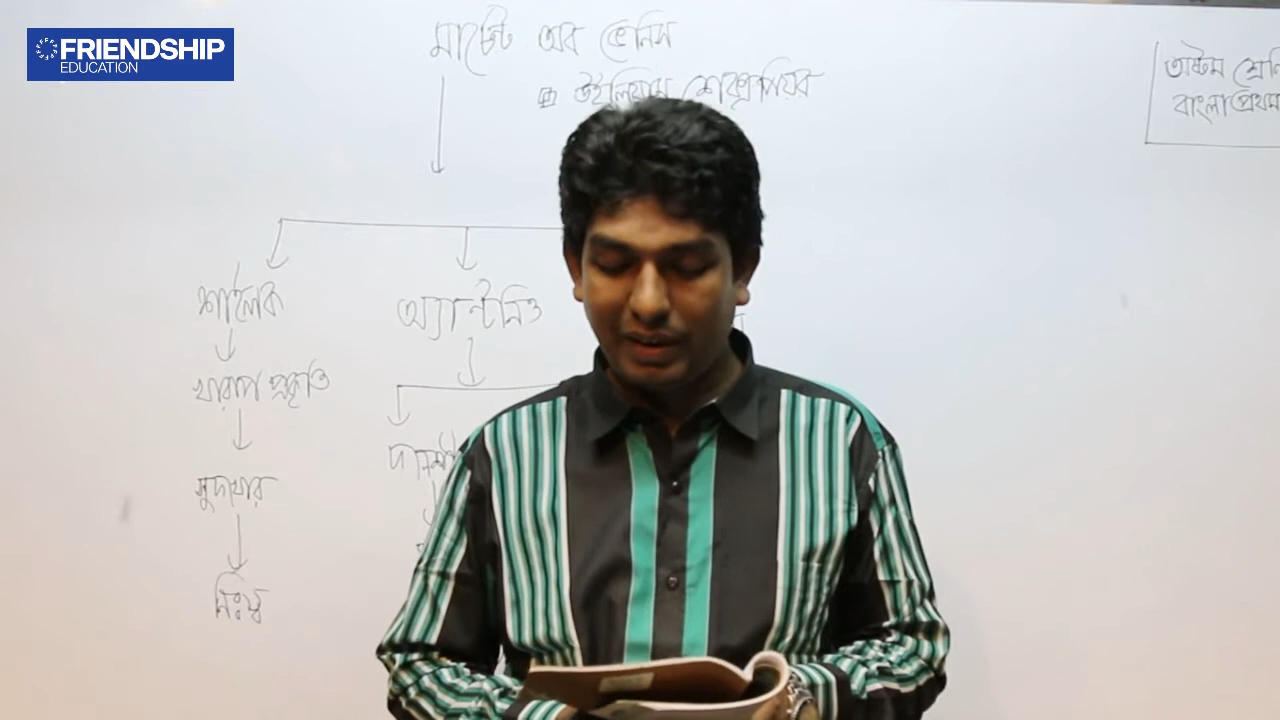 FRIENDSHIP
EDUCATION
মার্চেন্ট অব ভেনিস
উইলিয়াম শেক্সপিয়র
অষ্টম শ্রেণি
বাংলা প্রথম
শাইলক
অ্যান্টনিও
খারাপ প্রকৃতি
সুদখোর
নিঃস্ব